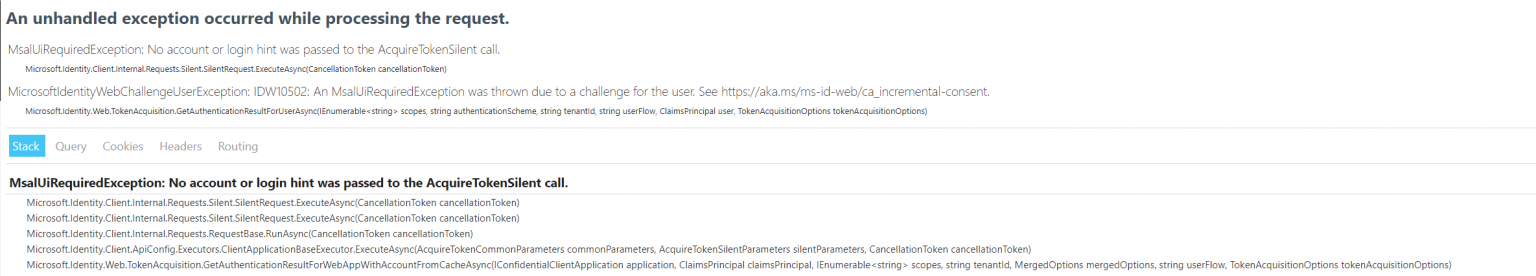 An unhandled exception occurred while processing the request.
MsalUiRequiredException: No account or login hint was passed to the AcquireTokenSilent call.
Microsoft.Identity.Client.Internal.Requests.Silent.SilentRequest.ExecuteAsync(CancellationToken cancellationToken)
MicrosoftIdentityWebChallengeUserException: IDW10502: An MsalUiRequiredException was thrown due to a challenge for the user. See https://aka.ms/ms-id-web/ca_incremental-consent.
Microsoft.Identity.Web.TokenAcquisition.GetAuthenticationResultForUserAsync(IEnumerable<string> scopes, string authenticationScheme, string tenantId, string userFlow, ClaimsPrincipal user, TokenAcquisitionOptions tokenAcquisitionOptions)
Stack Query Cookies Headers Routing
MsalUiRequiredException: No account or login hint was passed to the AcquireTokenSilent call.
Microsoft.Identity.Client.Internal.Requests.Silent.SilentRequest.ExecuteAsync(CancellationToken cancellationToken)
Microsoft.Identity.Client.Internal.Requests.Silent.SilentRequest.ExecuteAsync(CancellationToken cancellationToken)
Microsoft.Identity.Client.Internal.Requests.RequestBase.RunAsync(CancellationToken cancellationToken)
Microsoft.Identity.Client.ApiConfig.Executors.ClientApplicationBaseExecutor.ExecuteAsync(AcquireTokenCommonParameters commonParameters, AcquireTokenSilentParameters silentParameters, CancellationToken cancellationToken)
Microsoft.Identity.Web.TokenAcquisition.GetAuthenticationResultForWebAppWithAccountFromCacheAsync(IConfidentialClientApplication application, ClaimsPrincipal claimsPrincipal, IEnumerable<string> scopes, string tenantId, MergedOptions mergedOptions, string userFlow, TokenAcquisitionOptions tokenAcquisitionOptions)